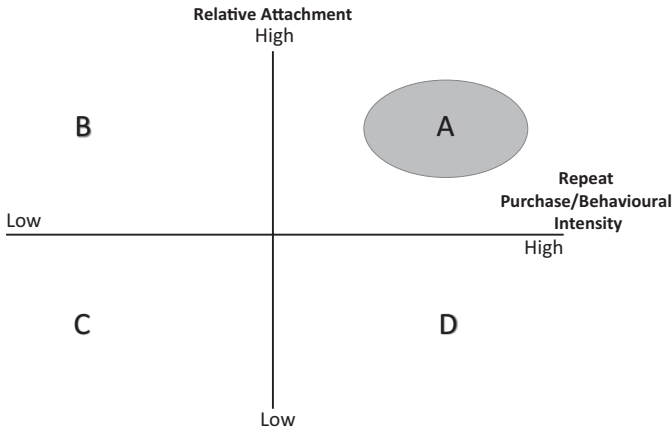 Relative Attachment
High
B
A
Repeat
Purchase/Behavioural
Intensity
Low
High
C
D
Low